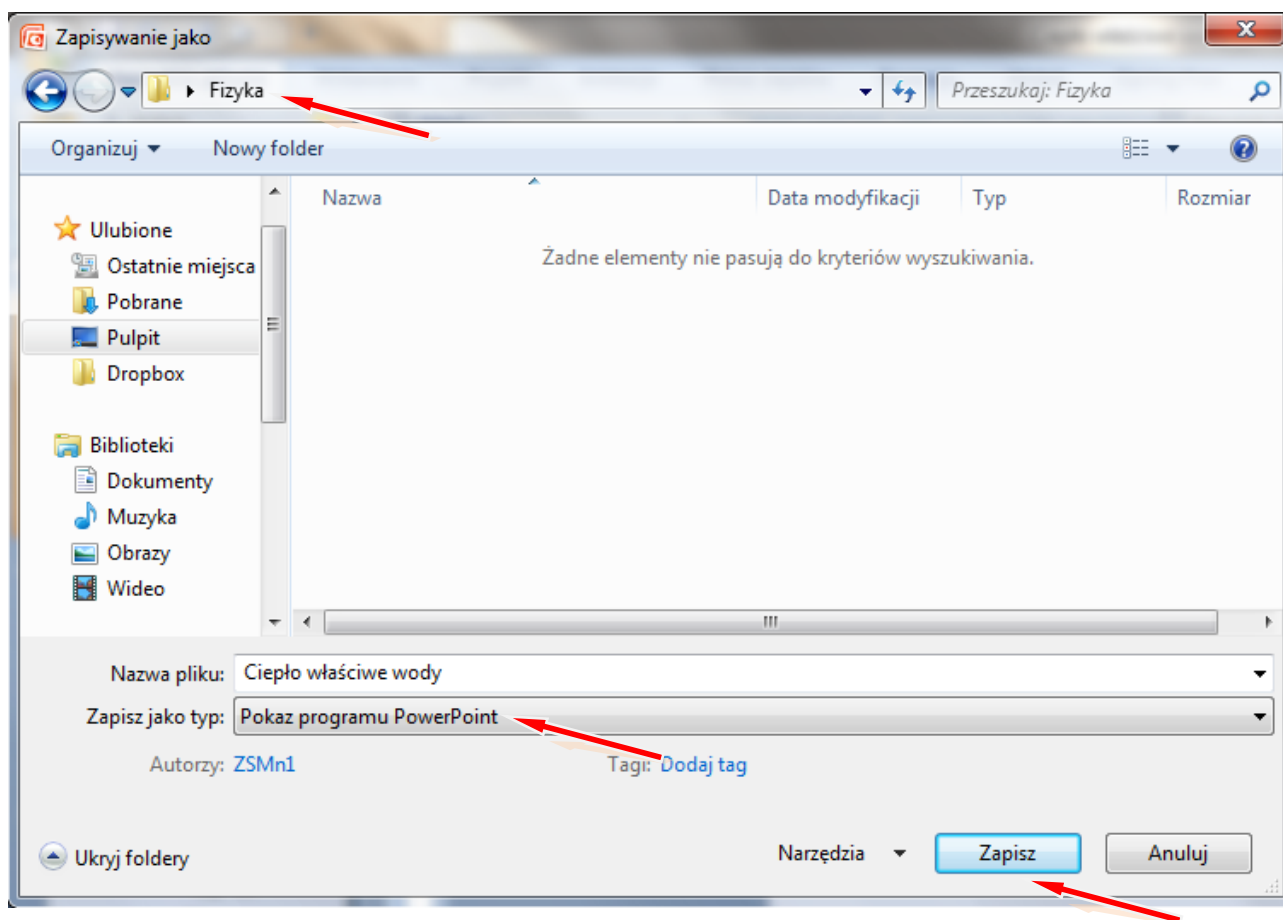 Zapisywanie jako
Fizyka
Przeszukaj: Fizyka
Organizuj
Nowy folder
Nazwa
Data modyfikacji
Typ
Rozmiar
Żadne elementy nie pasują do kryteriów wyszukiwania.
Ulubione
Ostatnie miejsca
Pobrane
Pulpit
Dropbox
Biblioteki
Dokumenty
Muzyka
Obrazy
Wideo
Nazwa pliku: Ciepło właściwe wody
Zapisz jako typ: Pokaz programu PowerPoint
Autorzy: ZSMn1
Tagi: Dodaj tag
Ukryj foldery
Narzędzia
Zapisz
Anuluj